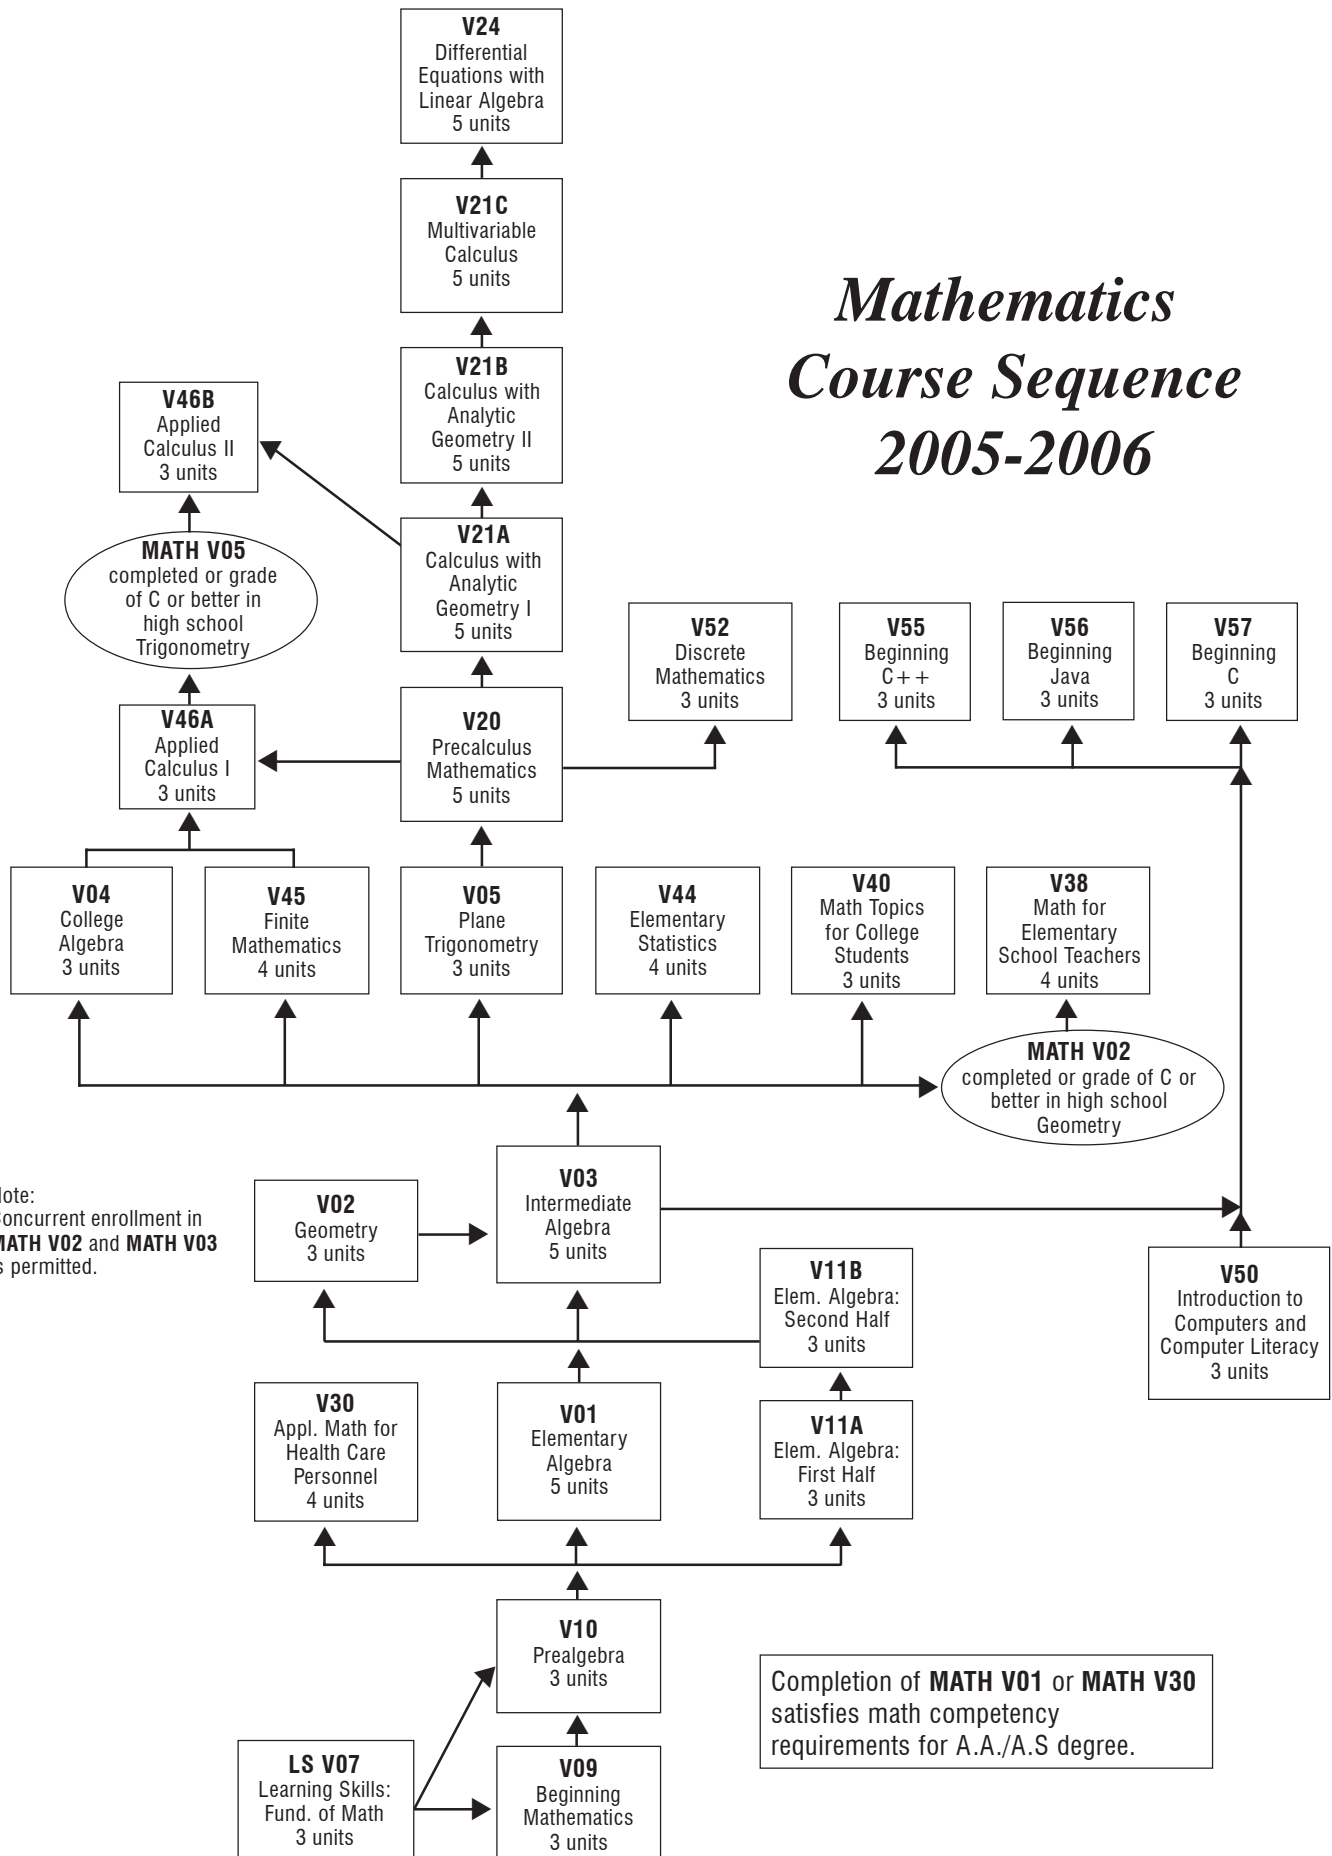 V24
Differential
Equations with
Linear Algebra
5 units
V21C
Multivariable
Calculus
5 units
Mathematics
Course Sequence
2005-2006
V21B
Calculus with
Analytic
Geometry II
5 units
V46B
Applied
Calculus II
3 units
V21A
Calculus with
Analytic
Geometry I
5 units
MATH V05
completed or grade
of C or better in
high school
Trigonometry
V52
Discrete
Mathematics
3 units
V55
Beginning
C++
3 units
V56
Beginning
Java
3 units
V57
Beginning
C
3 units
V46A
Applied
Calculus I
3 units
V20
Precalculus
Mathematics
5 units
V04
College
Algebra
3 units
V45
Finite
Mathematics
4 units
V05
Plane
Trigonometry
3 units
V44
Elementary
Statistics
4 units
V40
Math Topics
for College
Students
3 units
V38
Math for
Elementary
School Teachers
4 units
MATH V02
completed or grade of C or
better in high school
Geometry
ote:
oncurrent enrollment in
MATH V02 and MATH V03
s permitted.
V02
Geometry
3 units
V03
Intermediate
Algebra
5 units
V11B
Elem. Algebra:
Second Half
3 units
V50
Introduction to
Computers and
Computer Literacy
3 units
V30
Appl. Math for
Health Care
Personnel
4 units
V01
Elementary
Algebra
5 units
V11A
Elem. Algebra:
First Half
3 units
V10
Prealgebra
3 units
Completion of MATH V01 or MATH V30
satisfies math competency
requirements for A.A./A.S degree.
LS V07
Learning Skills:
Fund. of Math
3 units
V09
Beginning
Mathematics
3 units